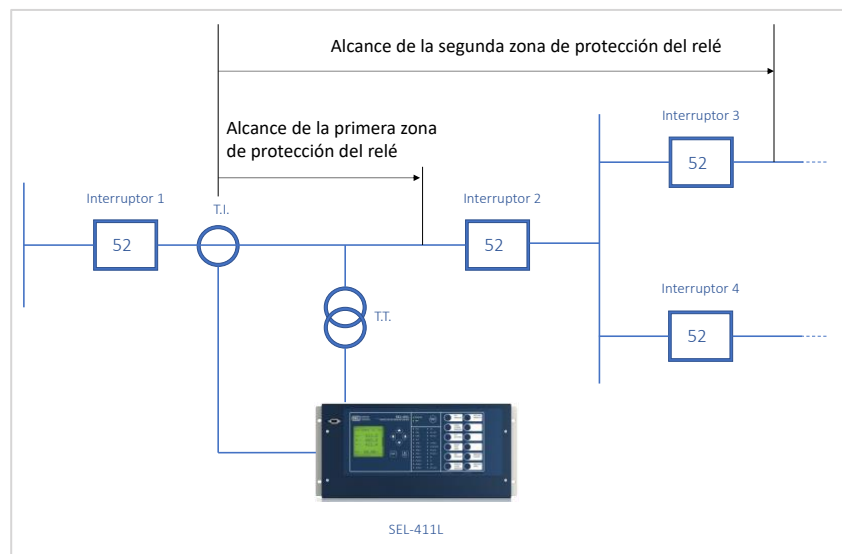 Alcance de la segunda zona de protección del relé
Alcance de la primera zona
de protección del relé
Interruptor 3
52
Interruptor 1
52
T.I.
Interruptor 2
52
T.T.
Interruptor 4
52
SEL-411L